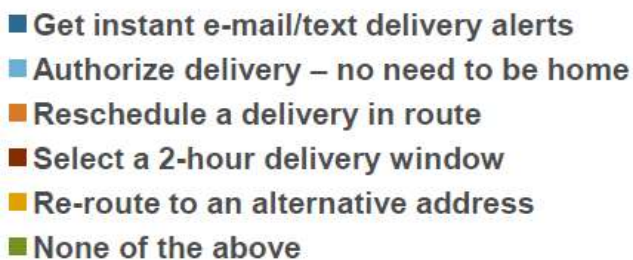 Get instant e-mail/text delivery alerts
Authorize delivery – no need to be home
Reschedule a delivery in route
Select a 2-hour delivery window
Re-route to an alternative address
None of the above